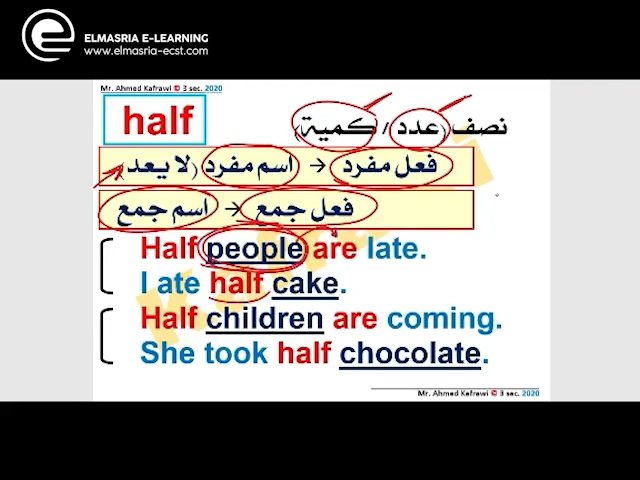 ELMASRIA E-LEARNING
www.elmasria-ecst.com
Mr. Ahmed Kafrawi © 3 sec. 2020
half
نصف (عدد / كمية)
فعل مفرد → اسم مفرد (لا يعد)
فعل جمع → اسم جمع
Half people are late.
I ate half cake.
Half children are coming.
She took half chocolate.
Mr. Ahmed Kafrawi © 3 sec. 2020